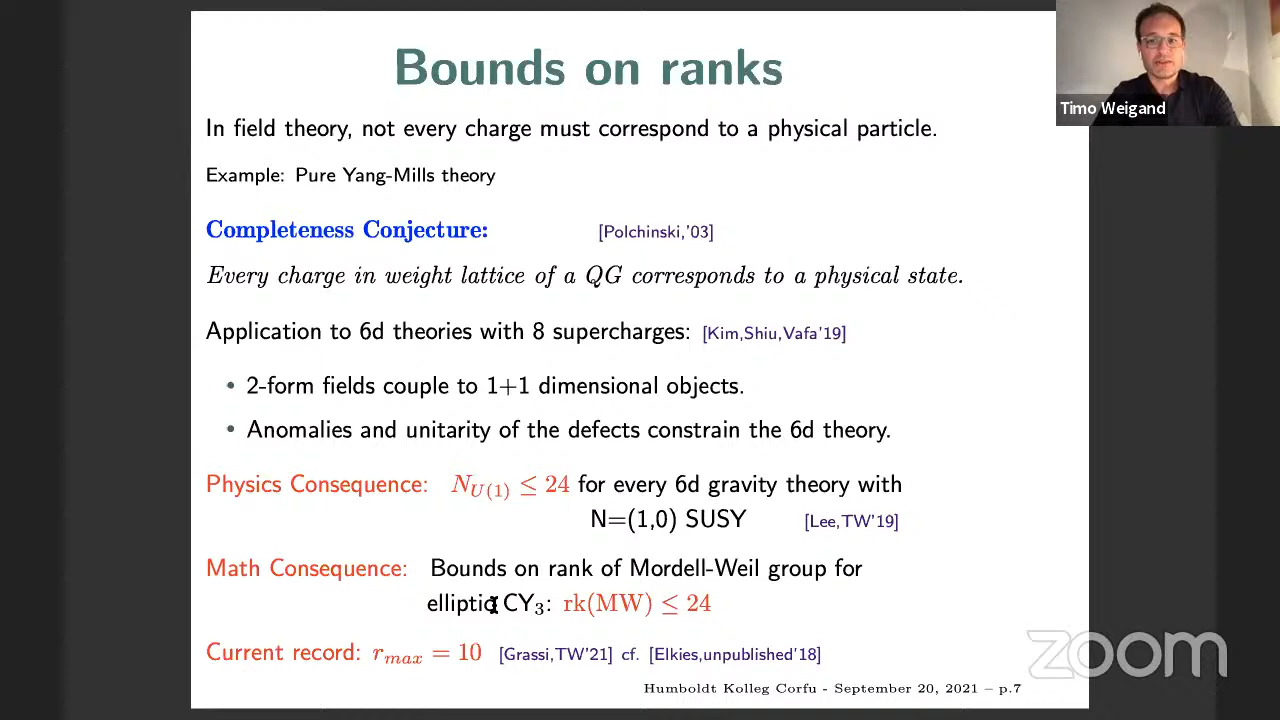 Bounds on ranks
Timo Weigand
In field theory, not every charge must correspond to a physical particle.
Example: Pure Yang-Mills theory
Completeness Conjecture: [Polchinski,'03]
Every charge in weight lattice of a QG corresponds to a physical state.
Application to 6d theories with 8 supercharges: [Kim,Shiu,Vafa'19]
• 2-form fields couple to 1+1 dimensional objects.
• Anomalies and unitarity of the defects constrain the 6d theory.
Physics Consequence: $N_{U(1)} \leq 24$ for every 6d gravity theory with
N=(1,0) SUSY [Lee,TW'19]
Math Consequence: Bounds on rank of Mordell-Weil group for
elliptic CY₃: rk(MW) ≤ 24
Current record: $r_{max} = 10$ [Grassi,TW'21] cf. [Elkies,unpublished'18]
zoom
Humboldt Kolleg Corfu - September 20, 2021 – p.7